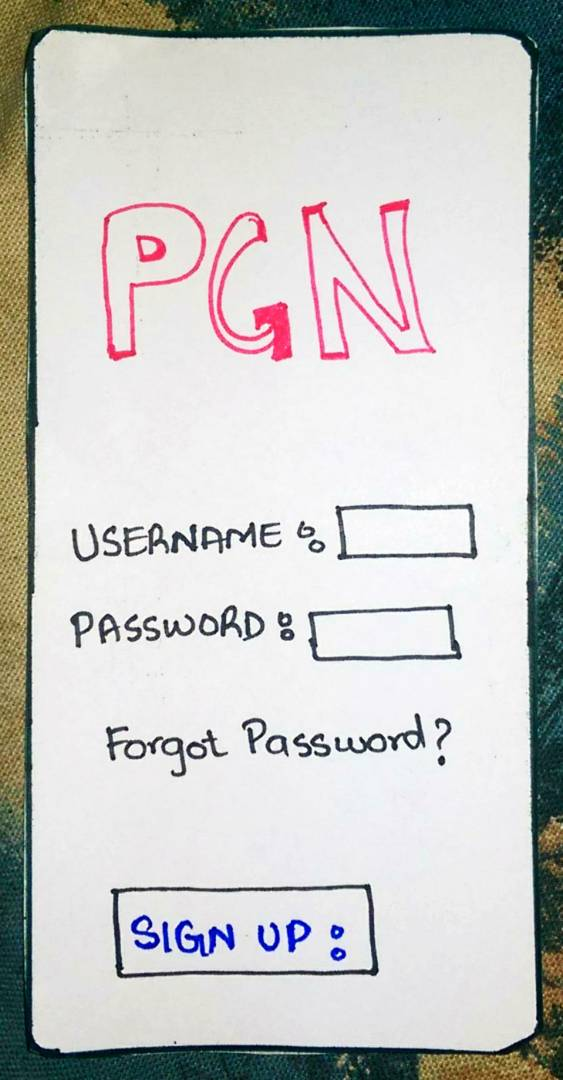 PGN
USERNAME :
PASSWORD :
Forgot Password?
SIGN UP :